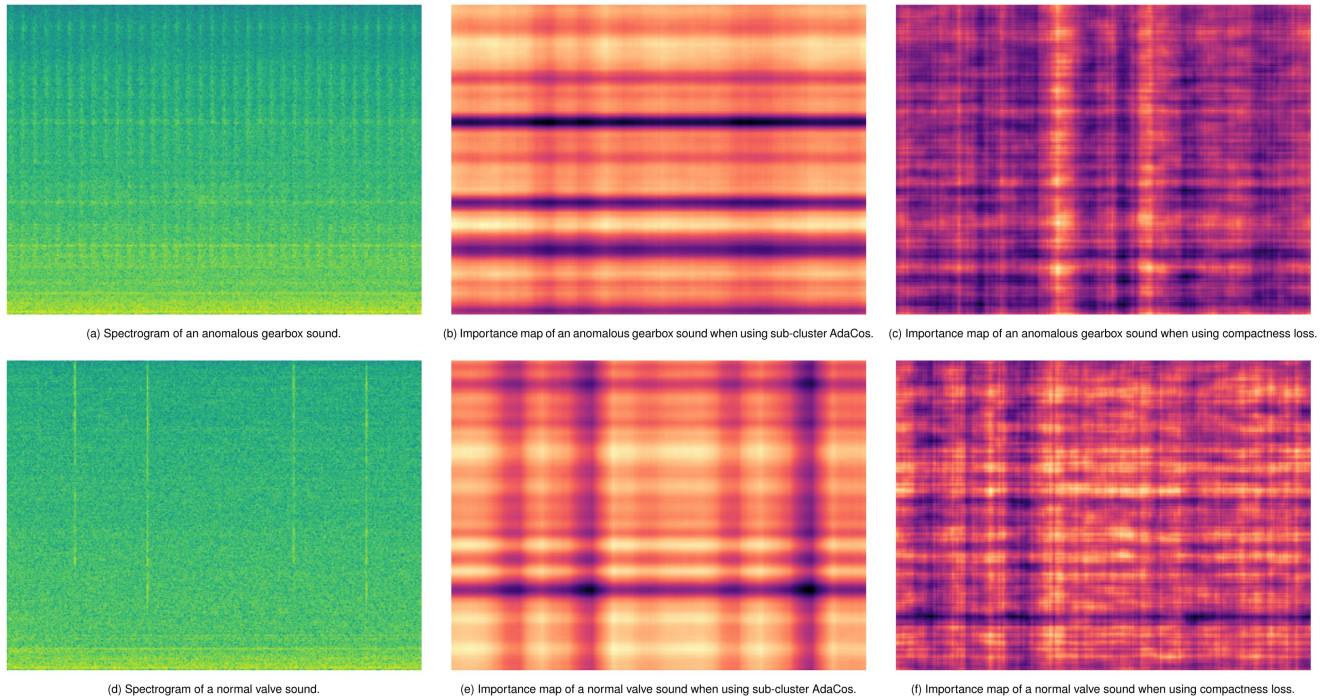 (a) Spectrogram of an anomalous gearbox sound.
(b) Importance map of an anomalous gearbox sound when using sub-cluster AdaCos.
(c) Importance map of an anomalous gearbox sound when using compactness loss.
(d) Spectrogram of a normal valve sound.
(e) Importance map of a normal valve sound when using sub-cluster AdaCos.
(f) Importance map of a normal valve sound when using compactness loss.